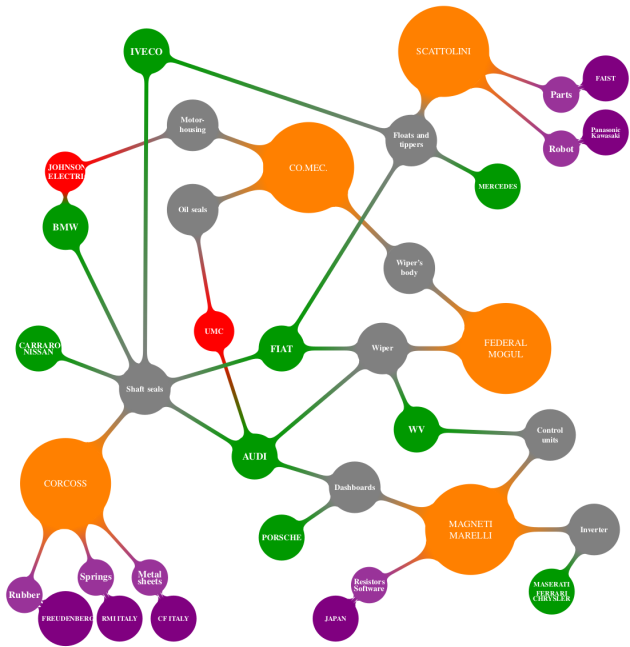 IVECO
SCATTOLINI
FAIST
Parts
Motor-
housing
Floats and
tippers
Panasonic
Kawasaki
Robot
JOHNSON
ELECTRI
CO.MEC.
MERCEDES
Oil seals
BMW
Wiper's
body
UMC
CARRARO
NISSAN
FIAT
Wiper
FEDERAL
MOGUL
Shaft seals
WV
Control
units
AUDI
CORCOSS
Dashboards
MAGNETI
MARELLI
Inverter
PORSCHE
Rubber
Springs
Metal
sheets
Resistors
Software
MASERATI
FERRARI
CHRYSLER
FREUDENBERG
RMI ITALY
CF ITALY
JAPAN